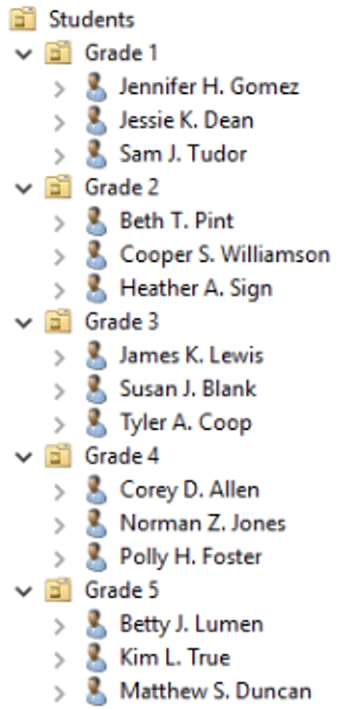 Students
Grade 1
Jennifer H. Gomez
Jessie K. Dean
Sam J. Tudor
Grade 2
Beth T. Pint
Cooper S. Williamson
Heather A. Sign
Grade 3
James K. Lewis
Susan J. Blank
Tyler A. Coop
Grade 4
Corey D. Allen
Norman Z. Jones
Polly H. Foster
Grade 5
Betty J. Lumen
Kim L. True
Matthew S. Duncan